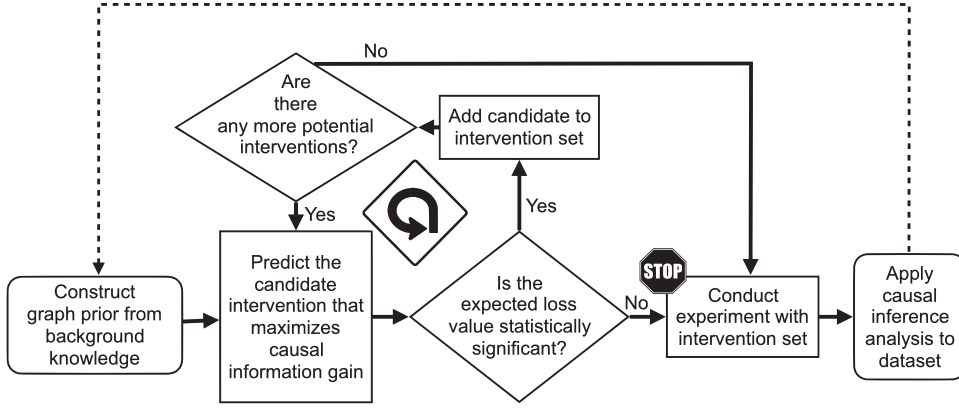 No
Are
there
any more potential
interventions?
Add candidate to
intervention set
Yes
Yes
Construct
graph prior from
background
knowledge
Predict the
candidate
intervention that
maximizes
causal
information gain
Is the
expected loss
value statistically
significant?
No
STOP
Conduct
experiment with
intervention set
Apply
causal
inference
analysis to
dataset